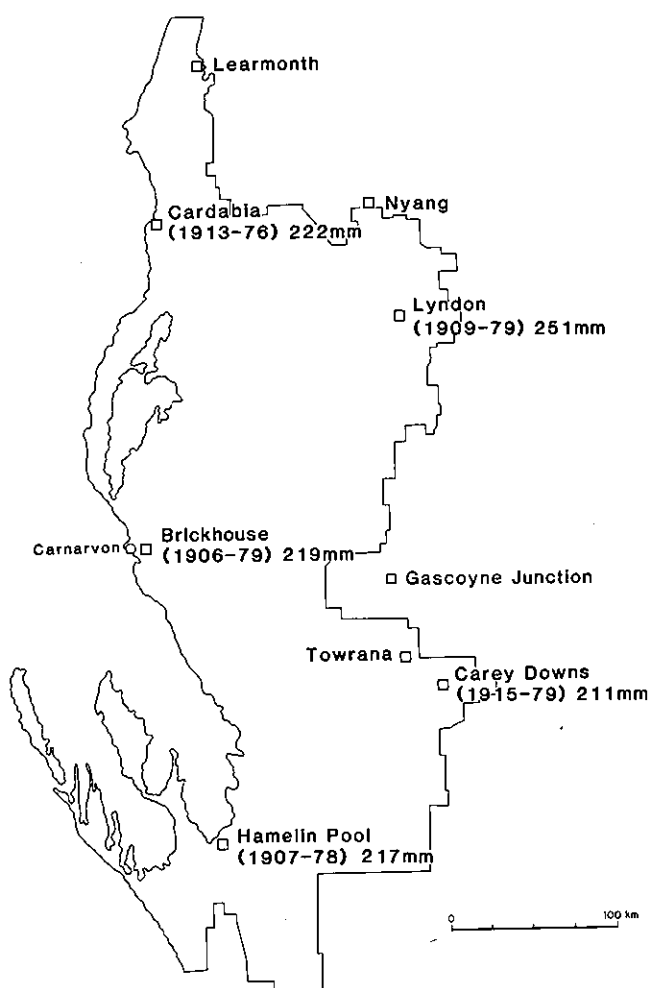 Learmonth
Nyang
Cardabia
(1913-76) 222mm
Lyndon
(1909-79) 251mm
Carnarvon
Brickhouse
(1906-79) 219mm
Gascoyne Junction
Towrana
Carey Downs
(1915-79) 211mm
Hamelin Pool
(1907-78) 217mm
0
100 km